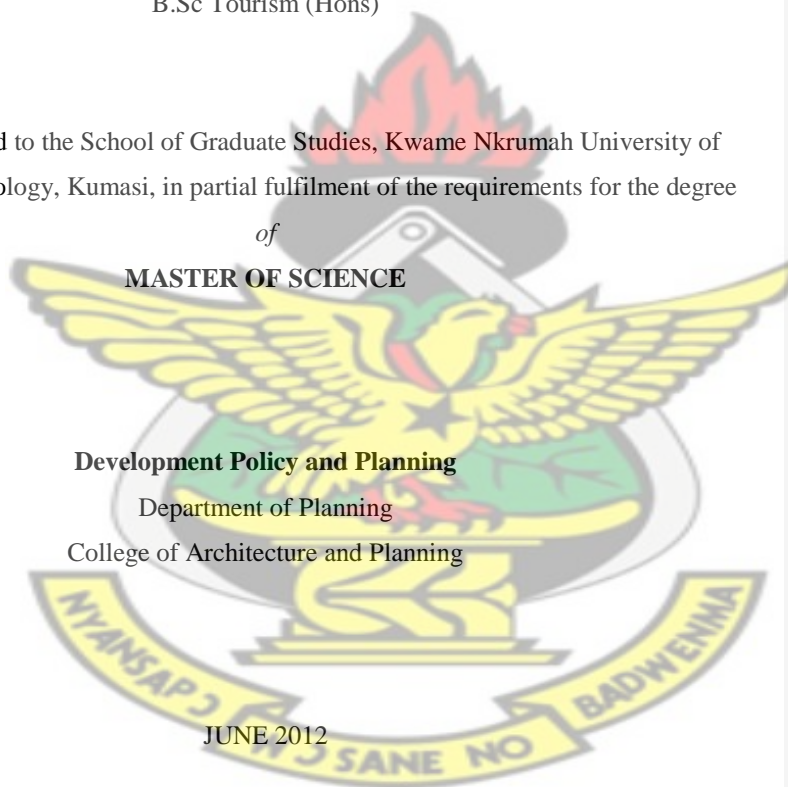 B.Sc Tourism (Hons)
d to the School of Graduate Studies, Kwame Nkrumah University of
ology, Kumasi, in partial fulfilment of the requirements for the degree
of
MASTER OF SCIENCE
Development Policy and Planning
Department of Planning
College of Architecture and Planning
JUNE 2012
NYANSAPƆ WƆ SANE NO BADWENMA